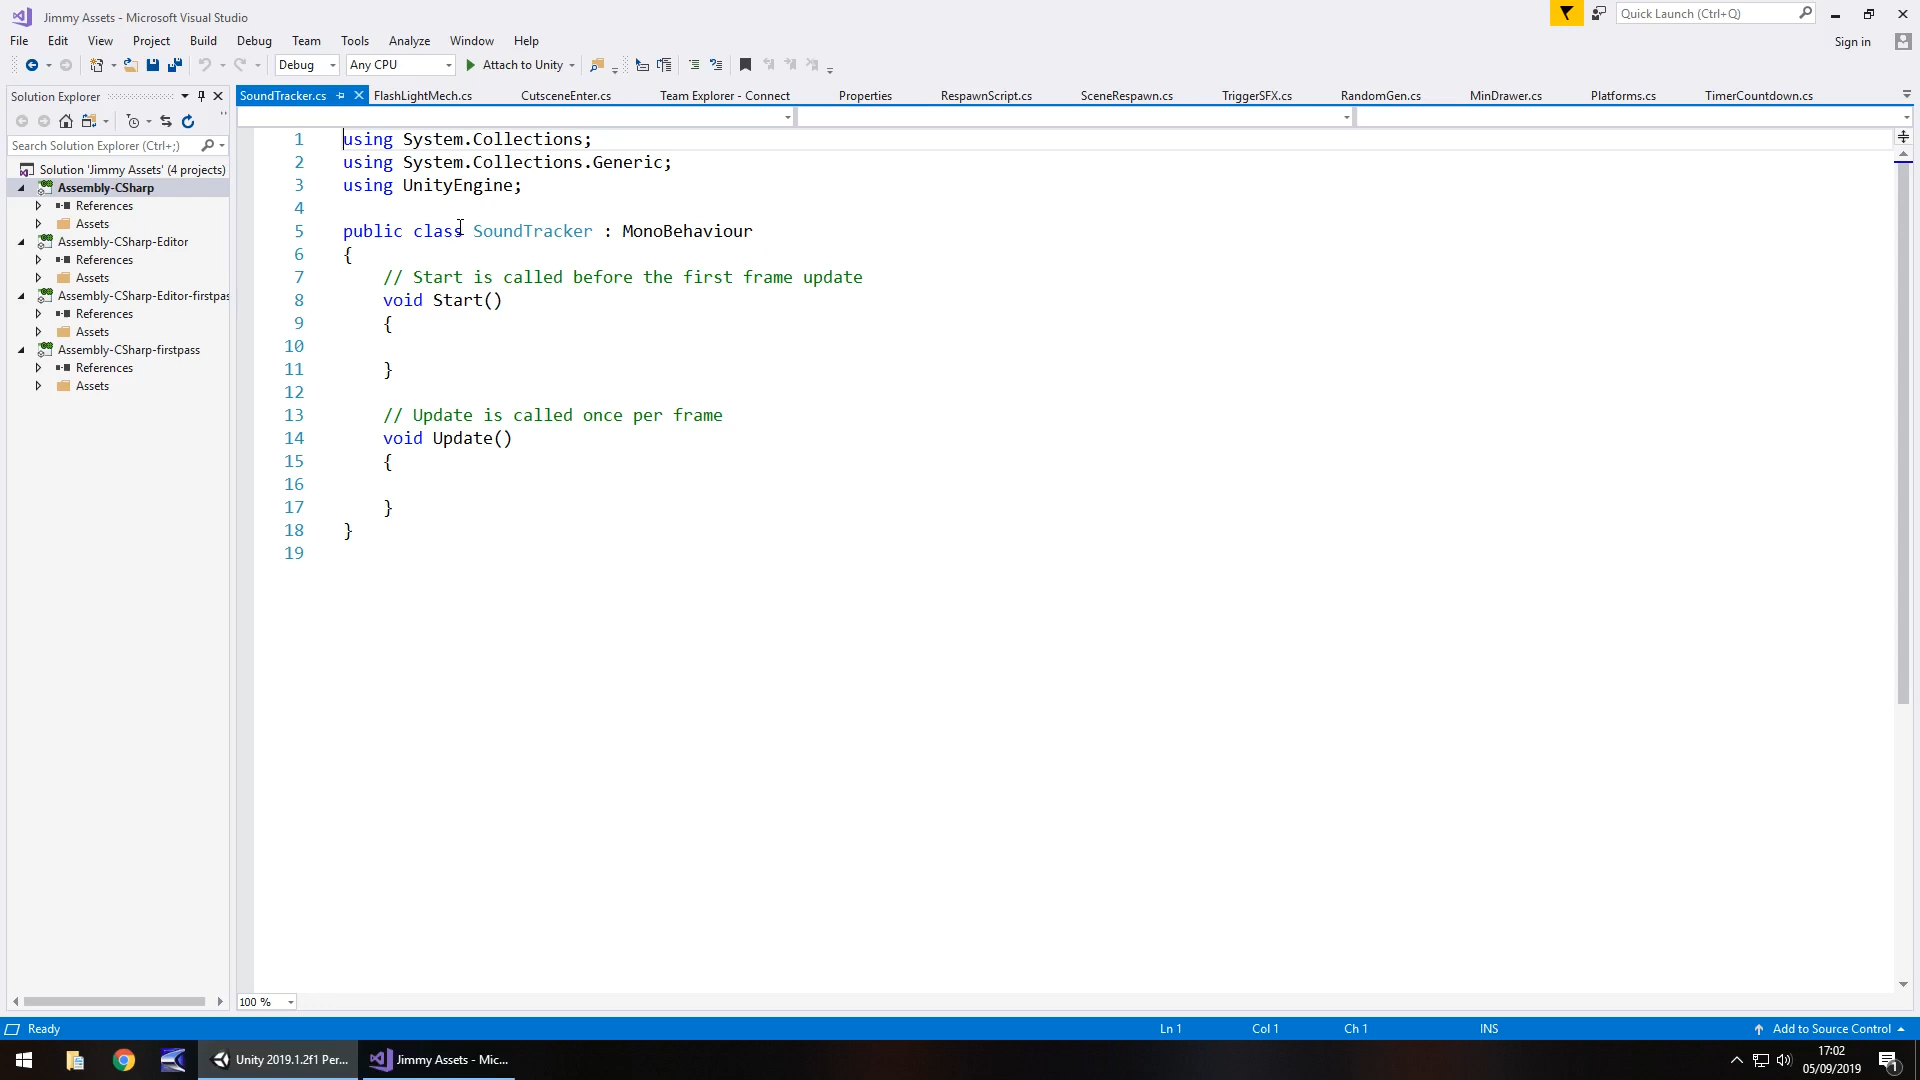 Jimmy Assets - Microsoft Visual Studio
Quick Launch (Ctrl+Q)
File Edit View Project Build Debug Team Tools Analyze Window Help
Sign in
Debug Any CPU Attach to Unity
Solution Explorer
SoundTracker.cs FlashLightMech.cs CutsceneEnter.cs Team Explorer - Connect Properties RespawnScript.cs SceneRespawn.cs TriggerSFX.cs RandomGen.cs MinDrawer.cs Platforms.cs TimerCountdown.cs
Search Solution Explorer (Ctrl+;)
Solution 'Jimmy Assets' (4 projects)
Assembly-CSharp
References
Assets
Assembly-CSharp-Editor
References
Assets
Assembly-CSharp-Editor-firstpas
References
Assets
Assembly-CSharp-firstpass
References
Assets
1 using System.Collections;
2 using System.Collections.Generic;
3 using UnityEngine;
4
5 public class SoundTracker : MonoBehaviour
6 {
7 // Start is called before the first frame update
8 void Start()
9 {
10
11 }
12
13 // Update is called once per frame
14 void Update()
15 {
16
17 }
18 }
19
100 %
Ready Ln 1 Col 1 Ch 1 INS Add to Source Control
Unity 2019.1.2f1 Per... Jimmy Assets - Mic...
17:02
05/09/2019
1